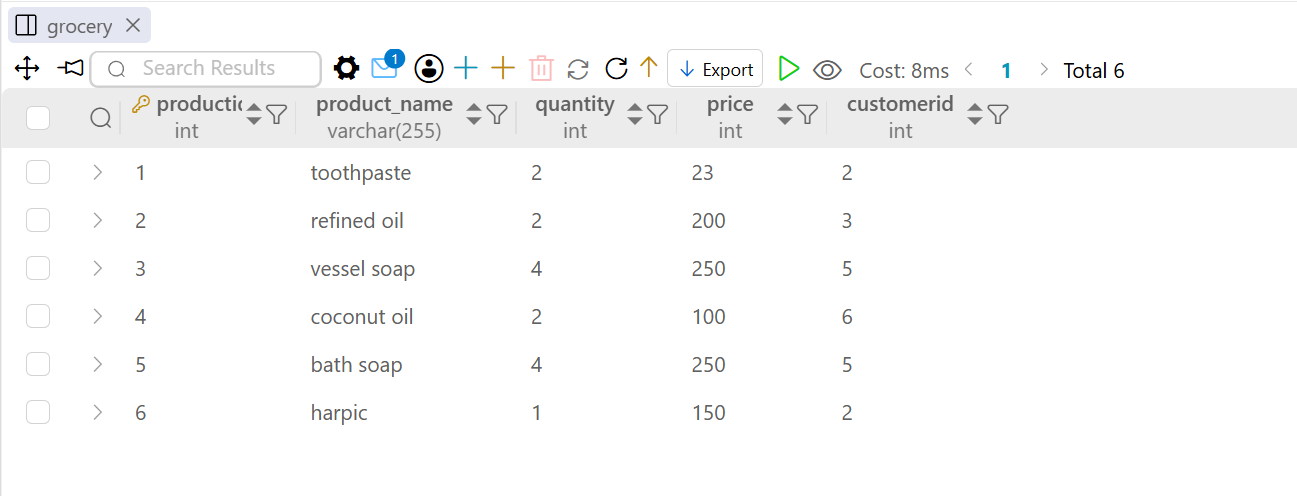 grocery
Search Results 1 Export Cost: 8ms 1 Total 6
productic product_name quantity price customerid
int varchar(255) int int int
1 toothpaste 2 23 2
2 refined oil 2 200 3
3 vessel soap 4 250 5
4 coconut oil 2 100 6
5 bath soap 4 250 5
6 harpic 1 150 2